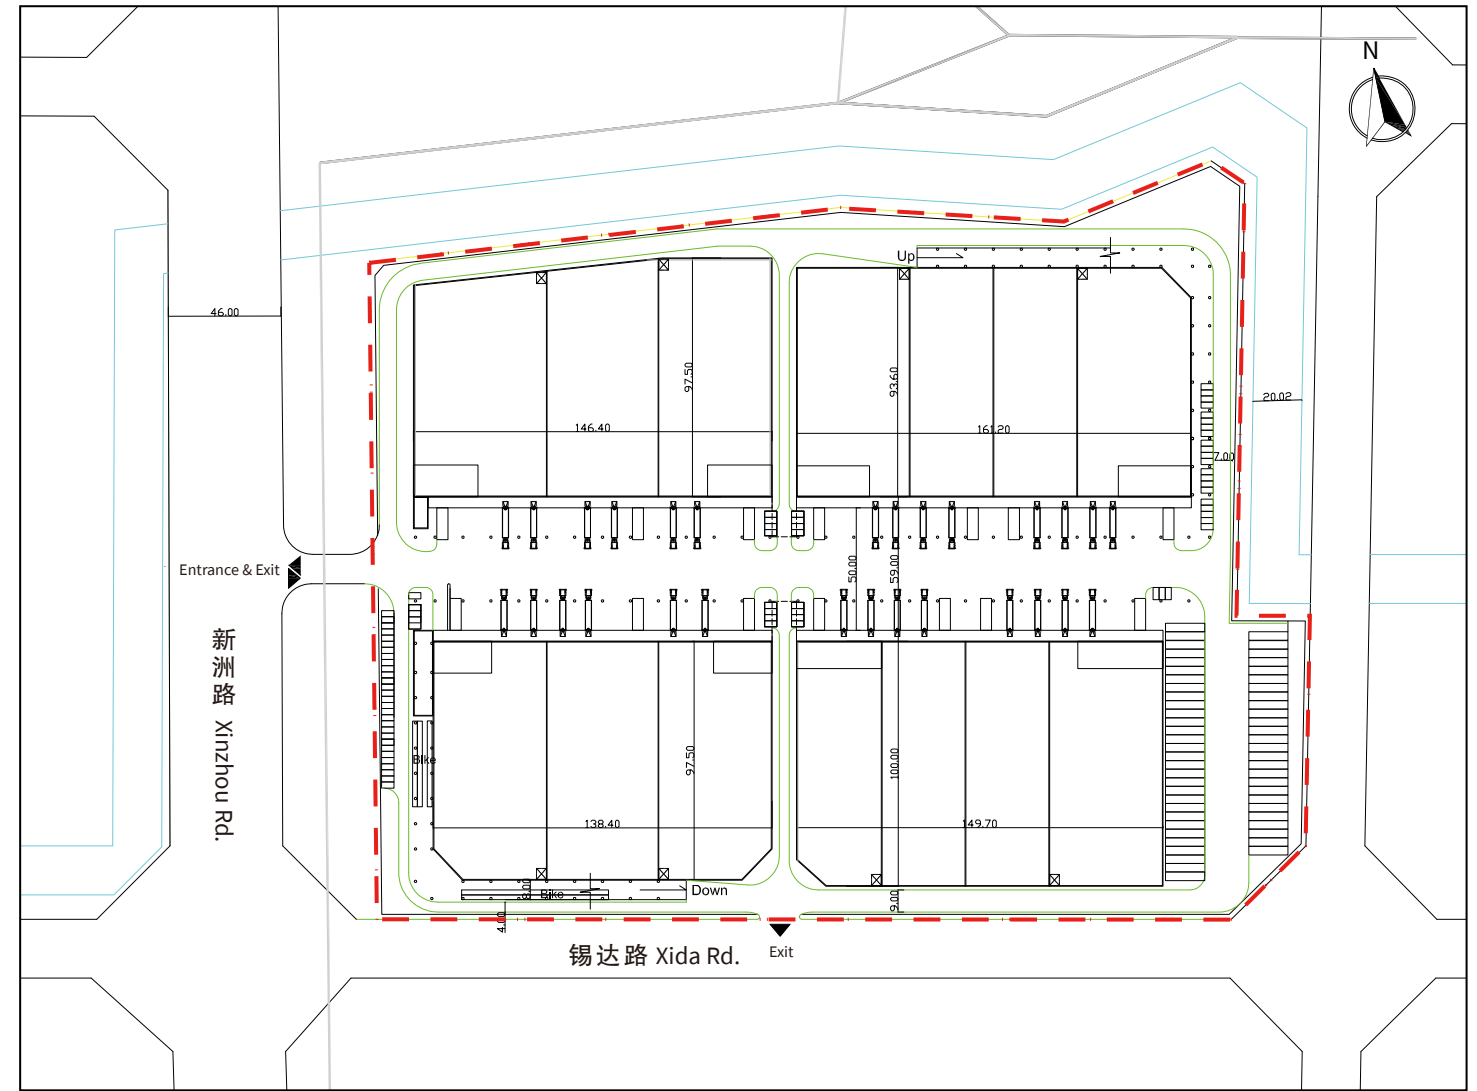 N
Up
46.00
97.50
93.60
20.02
146.40
161.20
7.00
50.00
59.00
Entrance & Exit
新洲路 Xinzhou Rd.
Bike
97.50
100.00
138.40
149.70
8.00
Bike
Down
9.00
4.00
锡达路 Xida Rd.
Exit